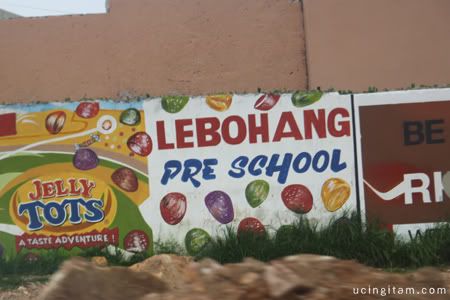 LEBOHANG
PRE SCHOOL
JELLY
TOTS
A TASTE ADVENTURE!
BE
ucingitam.com